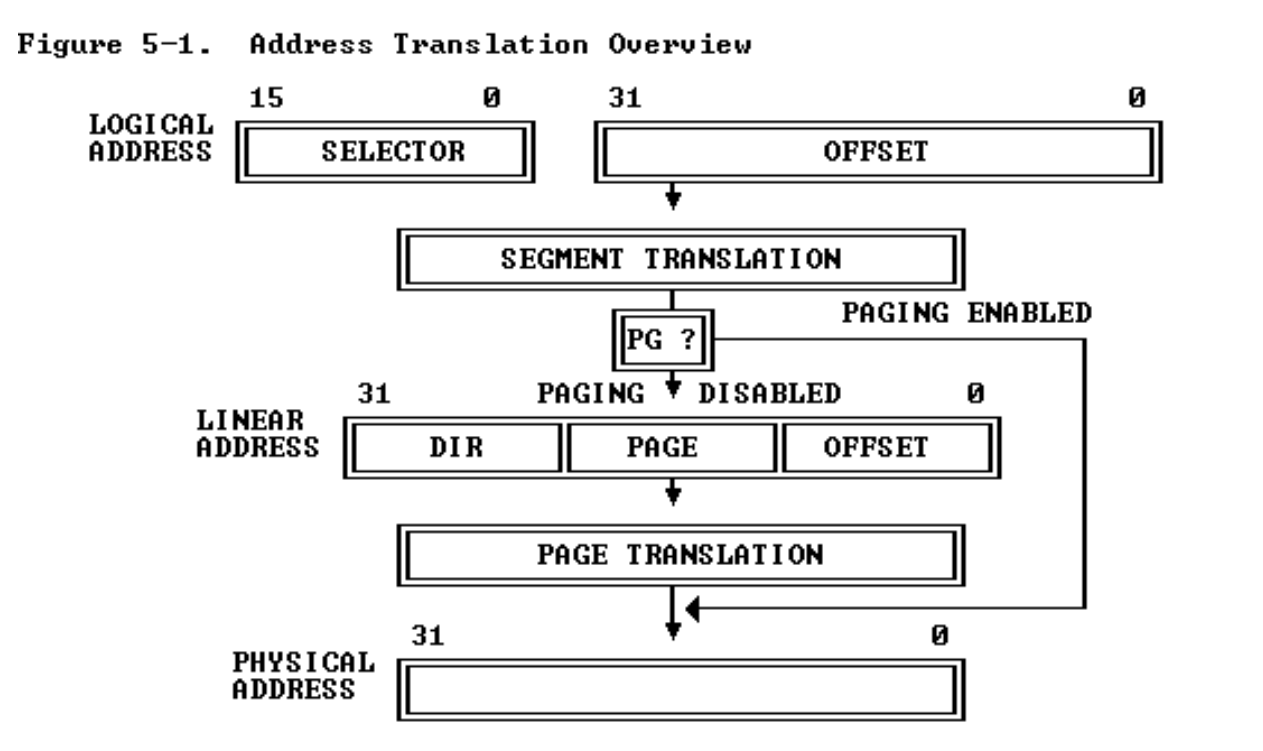 Figure 5-1. Address Translation Overview
15 0 31 0
LOGICAL
ADDRESS
SELECTOR OFFSET
SEGMENT TRANSLATION
PAGING ENABLED
PG ?
31 PAGING DISABLED 0
LINEAR
ADDRESS
DIR PAGE OFFSET
PAGE TRANSLATION
31 0
PHYSICAL
ADDRESS